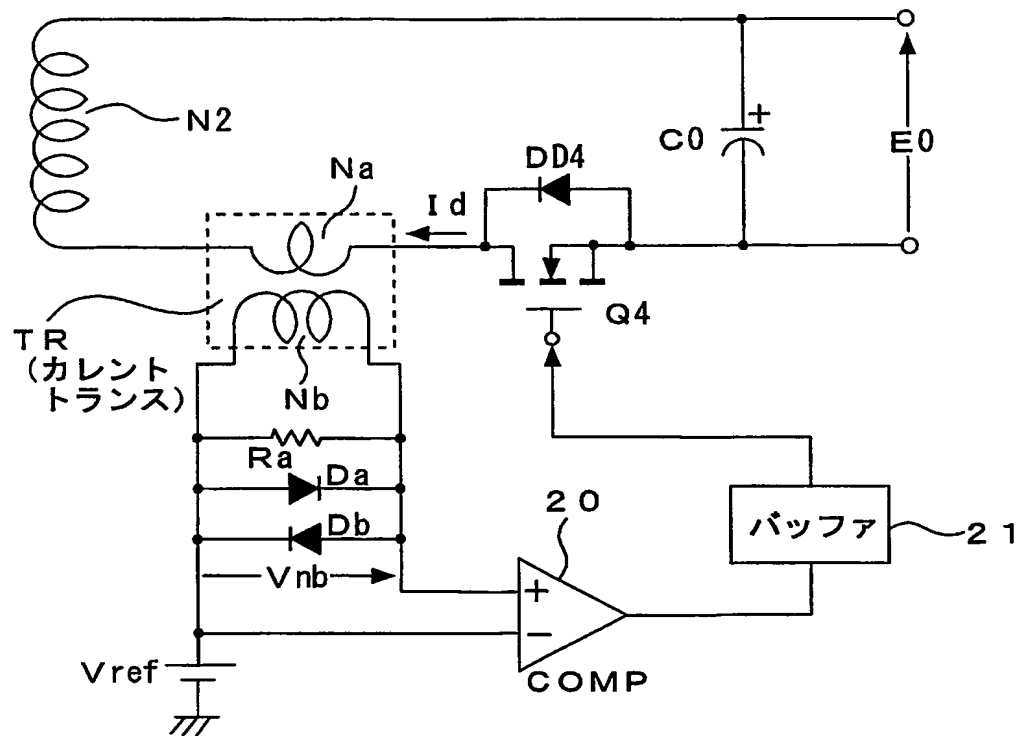 N2
Na
Id
DD4
C0
+
E0
Q4
TR
(カレント
トランス)
Nb
Ra
Da
Db
Vnb
20
+
−
COMP
バッファ
21
Vref